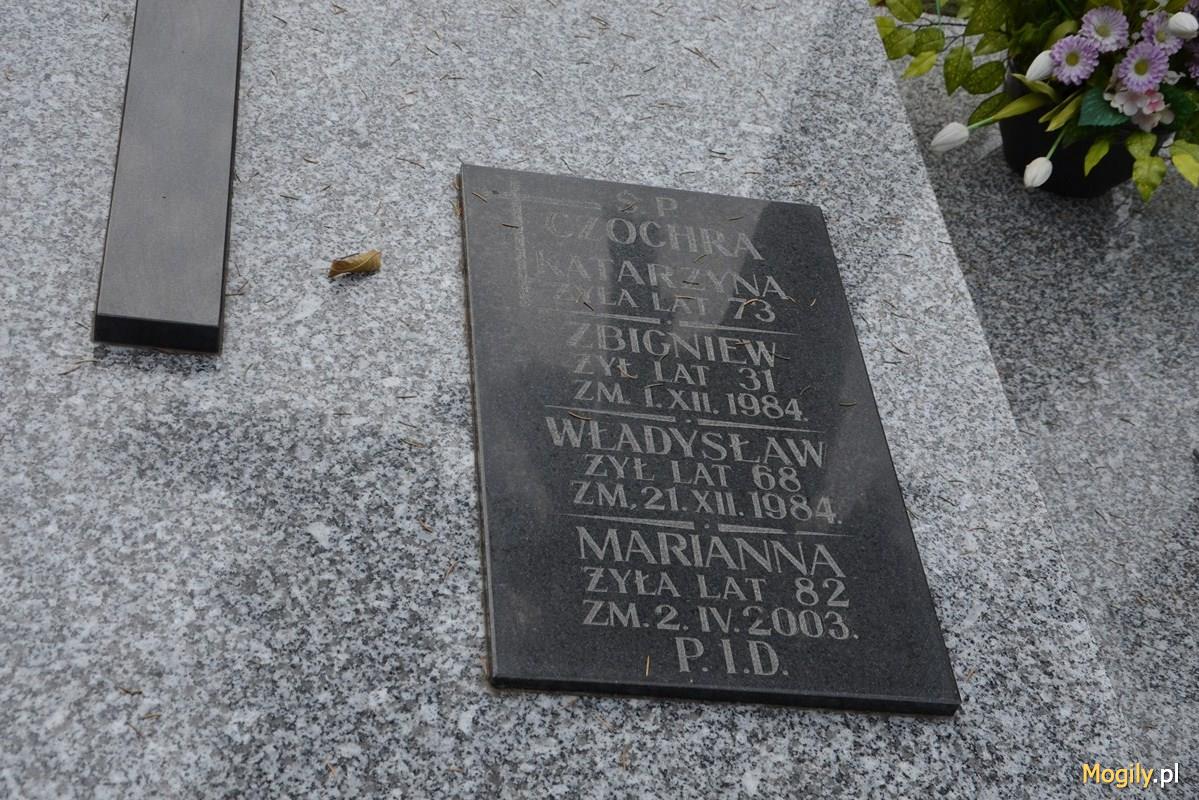 Ś P
CZOCHRA
KATARZYNA
ŻYŁA LAT 73
ZBIGNIEW
ŻYŁ LAT 31
ZM. 1.XII.1984.
WŁADYSŁAW
ŻYŁ LAT 68
ZM. 21.XII.1984.
MARIANNA
ŻYŁA LAT 82
ZM. 2.IV.2003.
P.I.D.
Mogily.pl